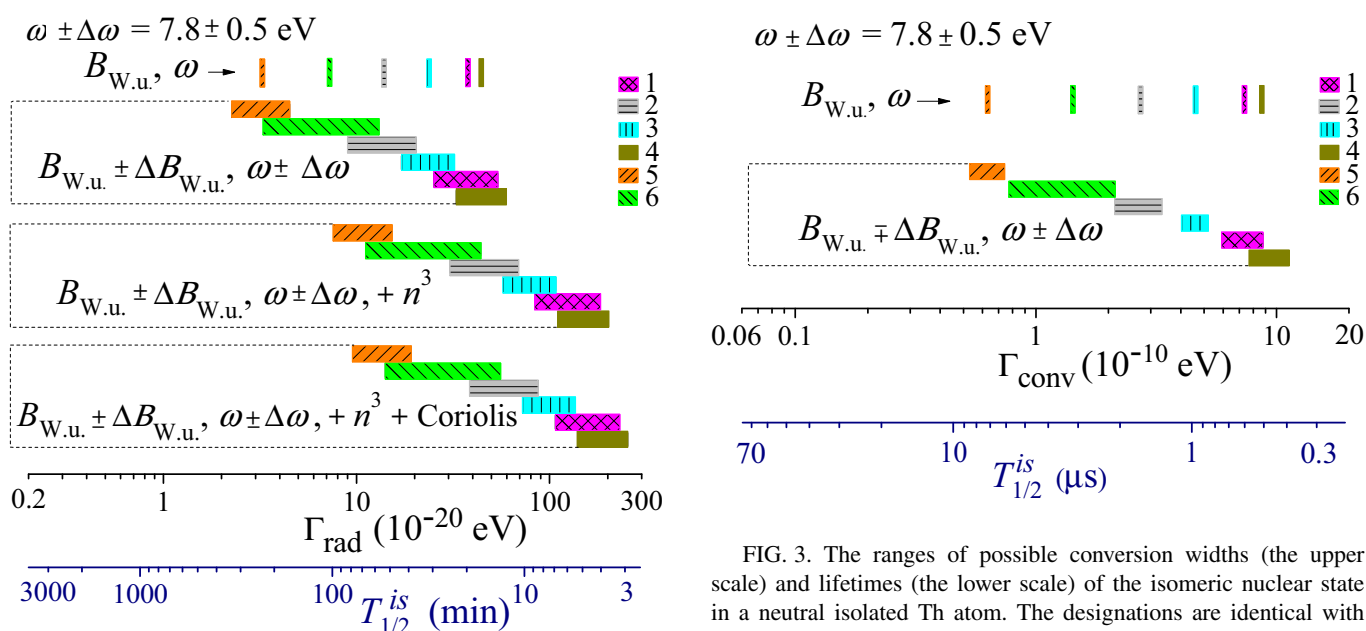 ω ± Δω = 7.8 ± 0.5 eV
B_W.u., ω →
1
2
3
4
5
6
B_W.u. ± ΔB_W.u., ω ± Δω
B_W.u. ± ΔB_W.u., ω ± Δω, + n^3
B_W.u. ± ΔB_W.u., ω ± Δω, + n^3 + Coriolis
0.2 1 10 100 300
Γ_rad (10^-20 eV)
3000 1000 100 10 3
T_1/2^is (min)
ω ± Δω = 7.8 ± 0.5 eV
B_W.u., ω →
1
2
3
4
5
6
B_W.u. ∓ ΔB_W.u., ω ± Δω
0.06 0.1 1 10 20
Γ_conv (10^-10 eV)
70 10 1 0.3
T_1/2^is (μs)
FIG. 3. The ranges of possible conversion widths (the upper
scale) and lifetimes (the lower scale) of the isomeric nuclear state
in a neutral isolated Th atom. The designations are identical with